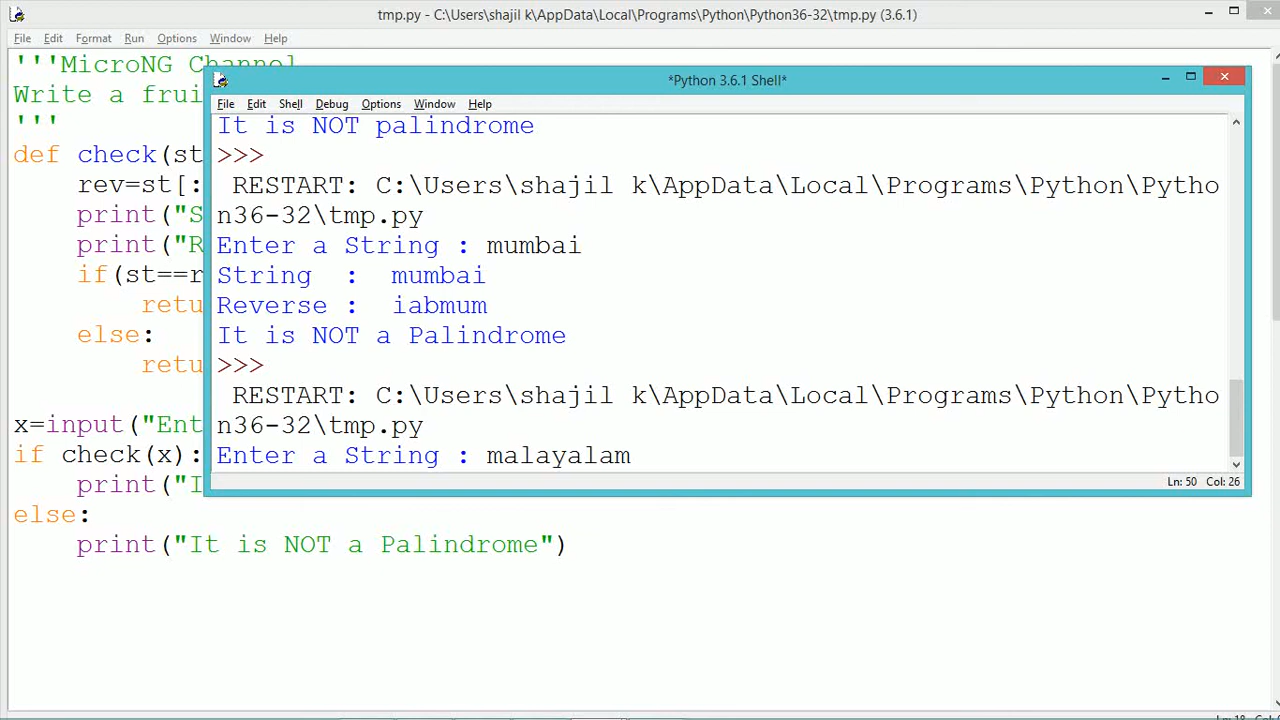 tmp.py - C:\Users\shajil k\AppData\Local\Programs\Python\Python36-32\tmp.py (3.6.1)
File Edit Format Run Options Window Help
'''MicroNG Channel
Write a frui
'''
def check(st
rev=st[:
print("S
print("R
if(st==r
retu
else:
retu
x=input("Ent
if check(x):
print("I
else:
print("It is NOT a Palindrome")
*Python 3.6.1 Shell*
File Edit Shell Debug Options Window Help
It is NOT palindrome
>>>
RESTART: C:\Users\shajil k\AppData\Local\Programs\Python\Pytho
n36-32\tmp.py
Enter a String : mumbai
String : mumbai
Reverse : iabmum
It is NOT a Palindrome
>>>
RESTART: C:\Users\shajil k\AppData\Local\Programs\Python\Pytho
n36-32\tmp.py
Enter a String : malayalam
Ln: 50 Col: 26